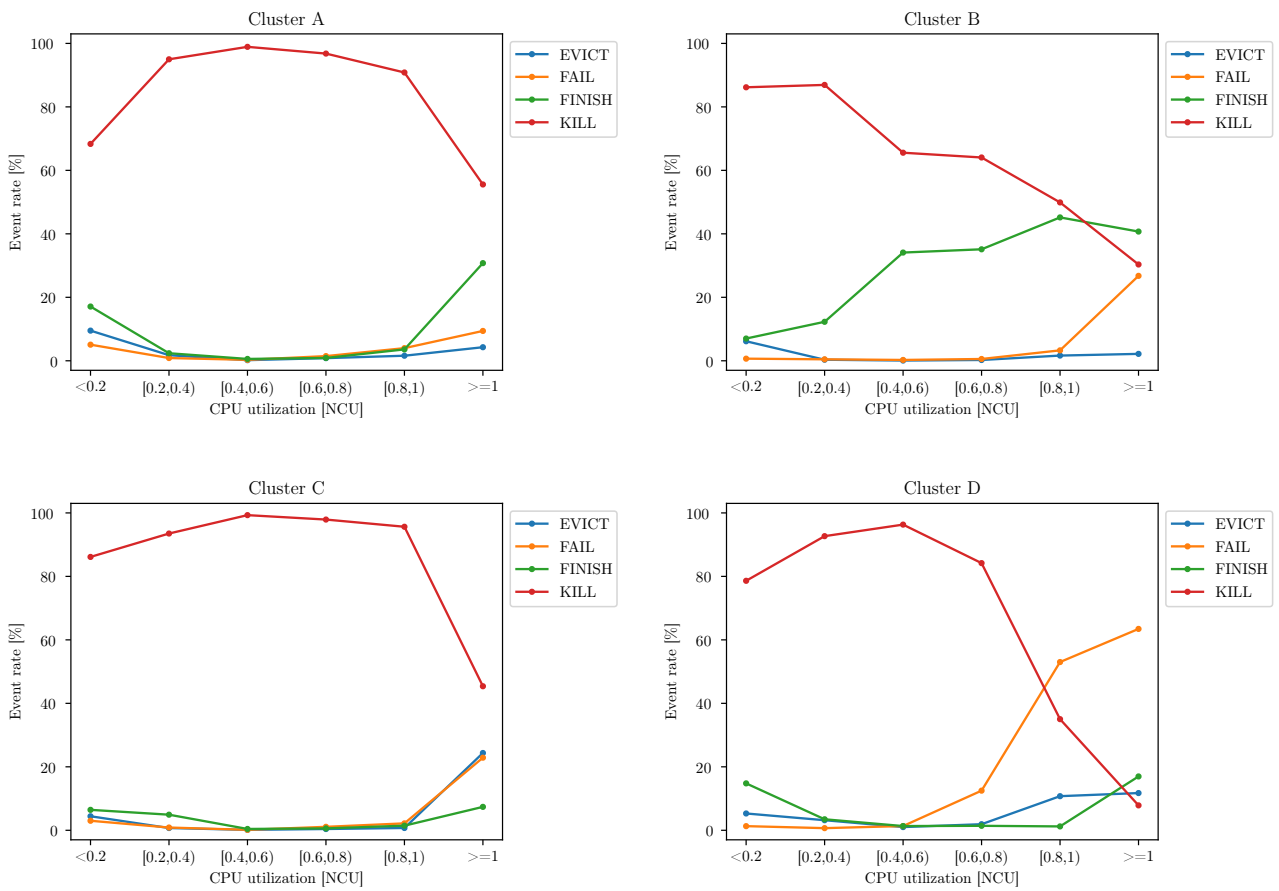 Cluster A
100
80
60
40
20
0
Event rate [%]
<0.2 [0.2,0.4) [0.4,0.6) [0.6,0.8) [0.8,1) >=1
CPU utilization [NCU]
EVICT
FAIL
FINISH
KILL
Cluster B
100
80
60
40
20
0
Event rate [%]
<0.2 [0.2,0.4) [0.4,0.6) [0.6,0.8) [0.8,1) >=1
CPU utilization [NCU]
EVICT
FAIL
FINISH
KILL
Cluster C
100
80
60
40
20
0
Event rate [%]
<0.2 [0.2,0.4) [0.4,0.6) [0.6,0.8) [0.8,1) >=1
CPU utilization [NCU]
EVICT
FAIL
FINISH
KILL
Cluster D
100
80
60
40
20
0
Event rate [%]
<0.2 [0.2,0.4) [0.4,0.6) [0.6,0.8) [0.8,1) >=1
CPU utilization [NCU]
EVICT
FAIL
FINISH
KILL